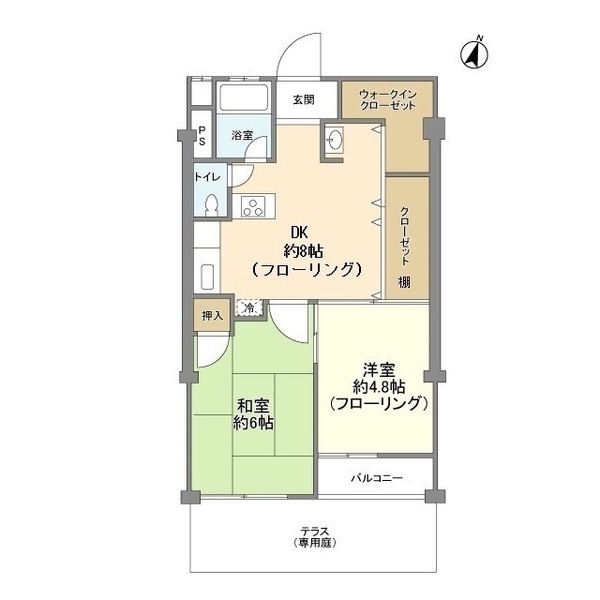 N
玄関
ウォークイン
クローゼット
浴室
PS
トイレ
DK
約8帖
(フローリング)
クローゼット
棚
押入
冷
洋室
約4.8帖
(フローリング)
和室
約6帖
バルコニー
テラス
(専用庭)